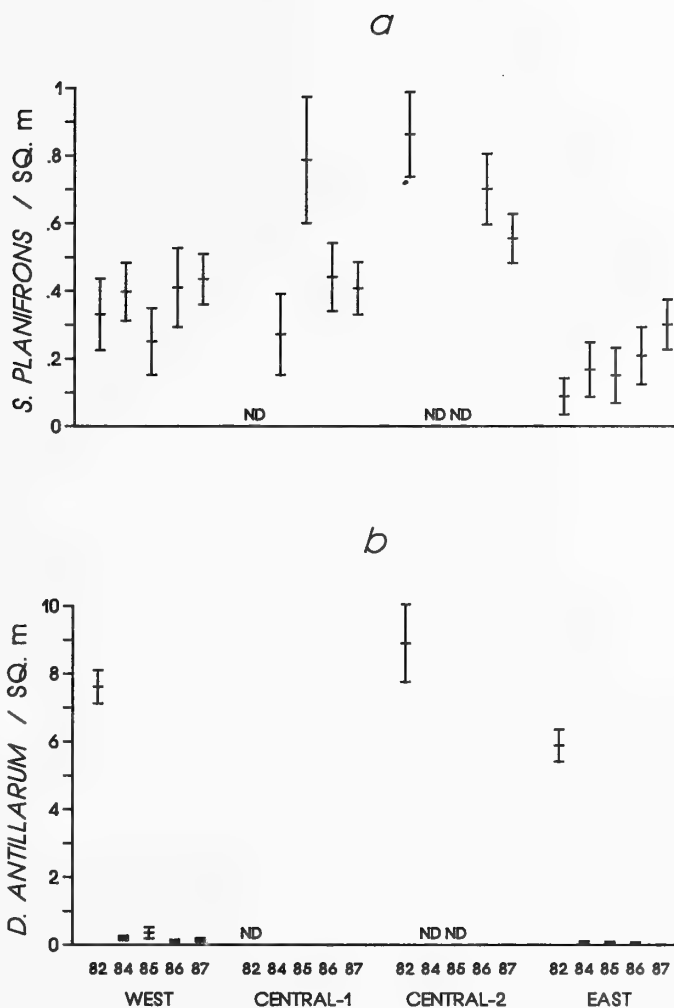 a
S. PLANIFRONS / SQ. m
1
.8
.6
.4
.2
0
ND
ND ND
b
D. ANTILLARUM / SQ. m
10
8
6
4
2
0
ND
ND ND
82 84 85 86 87 82 84 85 86 87 82 84 85 86 87 82 84 85 86 87
WEST CENTRAL-1 CENTRAL-2 EAST